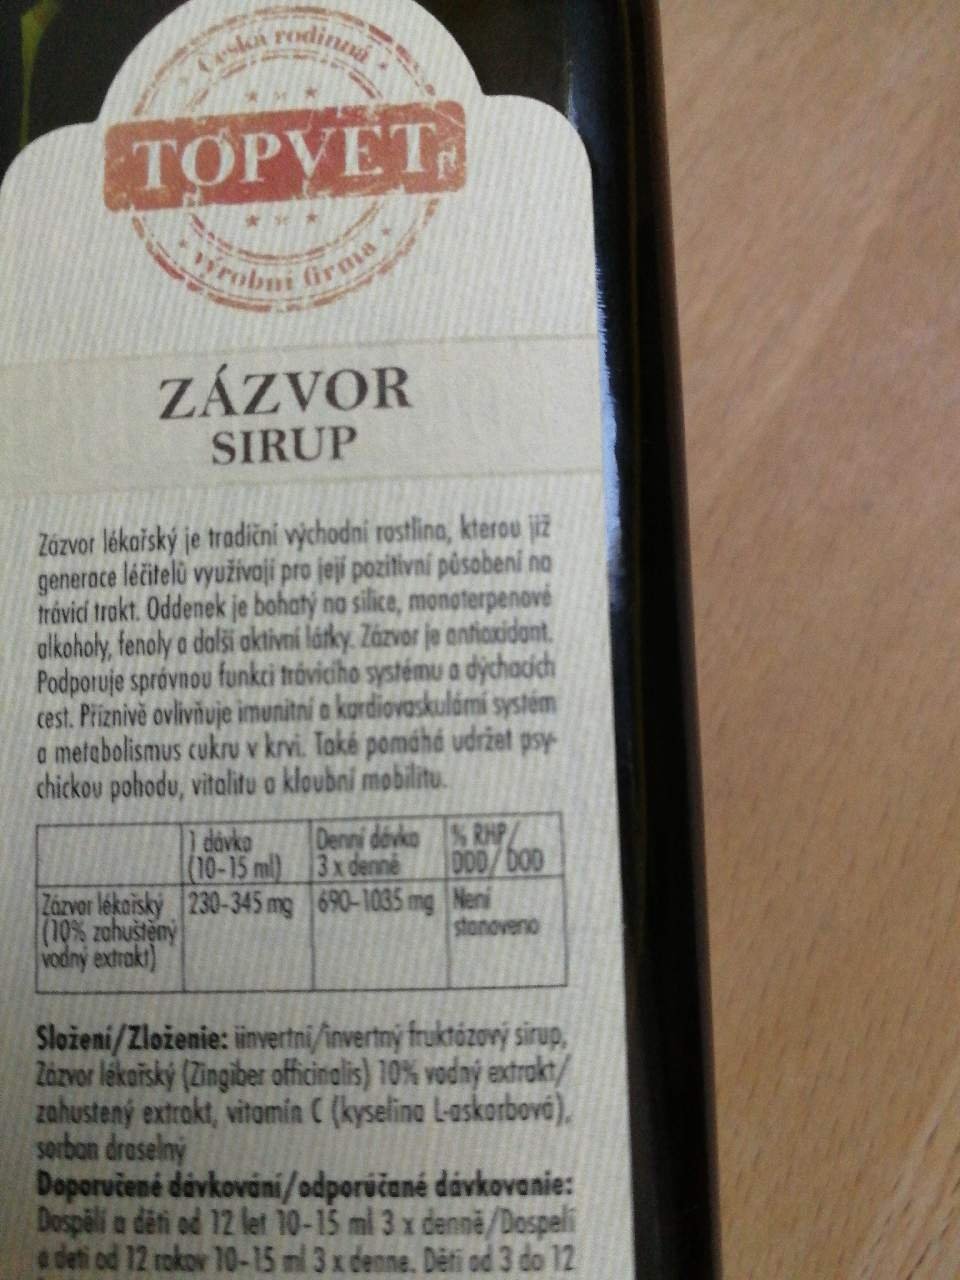 Česka rodinná
TOPVET
výrobní firma
ZÁZVOR
SIRUP
Zázvor lékařský je tradiční východní rostlina, kterou již
generace léčitelů využívají pro její pozitivní působení na
trávicí trakt. Oddenek je bohatý na silice, monoterpenové
alkoholy, fenoly a další aktivní látky. Zázvor je antioxidant.
Podporuje správnou funkci trávicího systému a dýchacích
cest. Příznivě ovlivňuje imunitní a kardiovaskulární systém
a metabolismus cukru v krvi. Také pomáhá udržet psy-
chickou pohodu, vitalitu a kloubní mobilitu.
1 dávka Denní dávka % RHP/
(10-15 ml) 3 x denně DDD/DOD
Zázvor lékařský 230-345 mg 690-1035 mg Není
(10% zahuštěný stanoveno
vodný extrakt)
Složení/Zloženie: iinvertní/invertný fruktózový sirup,
Zázvor lékařský (Zingiber officinalis) 10% vodný extrakt/
zahustený extrakt, vitamín C (kyselina L-askorbová),
sorban draselný
Doporučené dávkování/odporúčané dávkovanie:
Dospělí a děti od 12 let 10-15 ml 3 x denně/Dospelí
a deti od 12 rokov 10-15 ml 3 x denne. Děti od 3 do 12